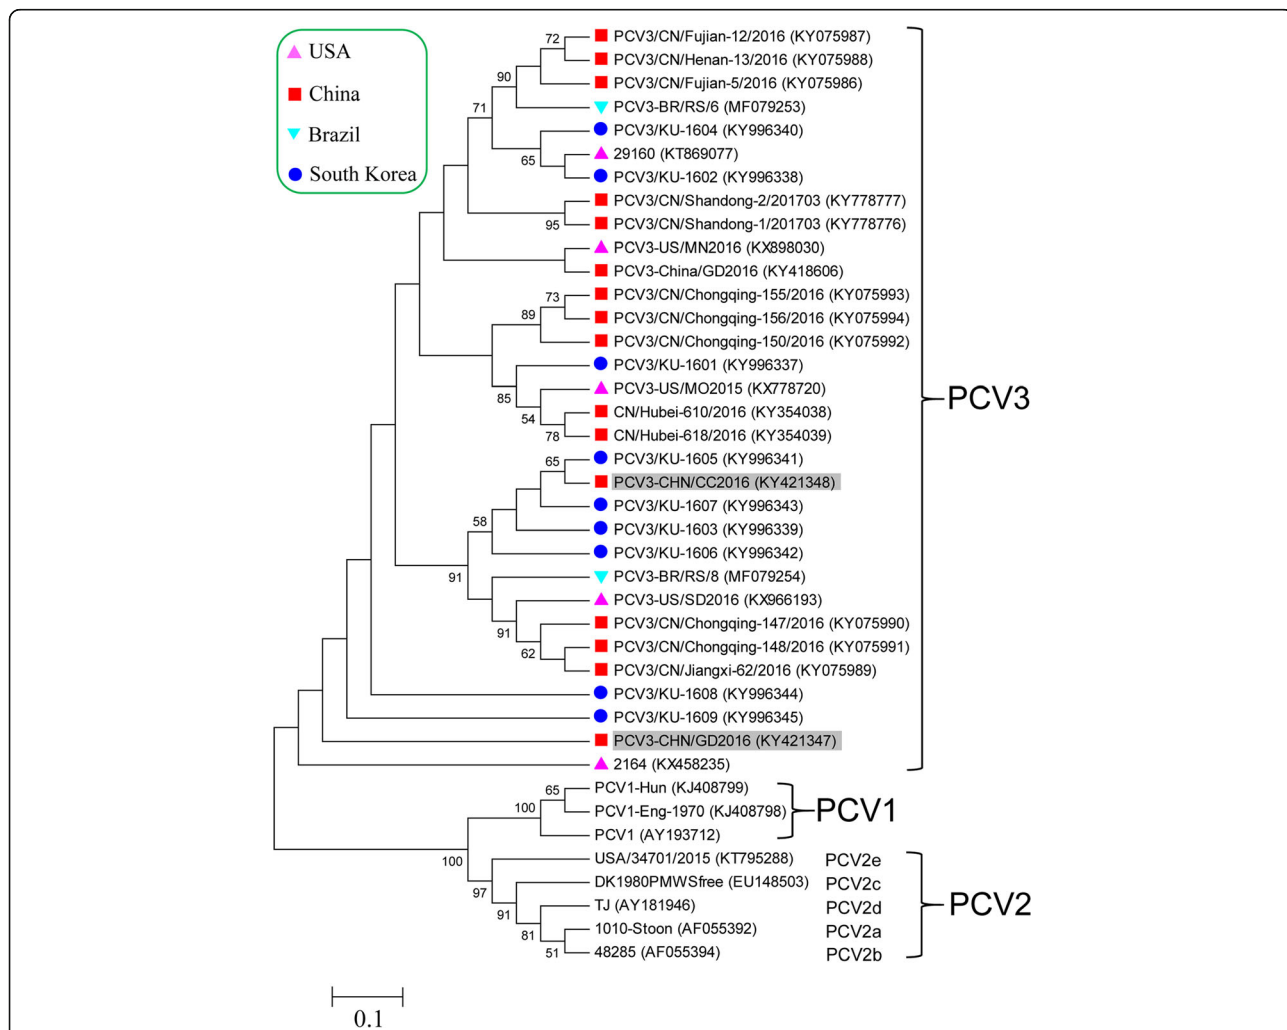 USA
China
Brazil
South Korea
72
PCV3/CN/Fujian-12/2016 (KY075987)
PCV3/CN/Henan-13/2016 (KY075988)
90
PCV3/CN/Fujian-5/2016 (KY075986)
71
PCV3-BR/RS/6 (MF079253)
PCV3/KU-1604 (KY996340)
65
29160 (KT869077)
PCV3/KU-1602 (KY996338)
PCV3/CN/Shandong-2/201703 (KY778777)
95
PCV3/CN/Shandong-1/201703 (KY778776)
PCV3-US/MN2016 (KX898030)
PCV3-China/GD2016 (KY418606)
73
PCV3/CN/Chongqing-155/2016 (KY075993)
89
PCV3/CN/Chongqing-156/2016 (KY075994)
PCV3/CN/Chongqing-150/2016 (KY075992)
PCV3/KU-1601 (KY996337)
85
PCV3-US/MO2015 (KX778720)
54
CN/Hubei-610/2016 (KY354038)
78
CN/Hubei-618/2016 (KY354039)
65
PCV3/KU-1605 (KY996341)
PCV3-CHN/CC2016 (KY421348)
PCV3/KU-1607 (KY996343)
58
PCV3/KU-1603 (KY996339)
PCV3/KU-1606 (KY996342)
91
PCV3-BR/RS/8 (MF079254)
PCV3-US/SD2016 (KX966193)
91
PCV3/CN/Chongqing-147/2016 (KY075990)
62
PCV3/CN/Chongqing-148/2016 (KY075991)
PCV3/CN/Jiangxi-62/2016 (KY075989)
PCV3/KU-1608 (KY996344)
PCV3/KU-1609 (KY996345)
PCV3-CHN/GD2016 (KY421347)
2164 (KX458235)
PCV3
65
PCV1-Hun (KJ408799)
100
PCV1-Eng-1970 (KJ408798)
PCV1 (AY193712)
PCV1
100
USA/34701/2015 (KT795288) PCV2e
97
DK1980PMWSfree (EU148503) PCV2c
91
TJ (AY181946) PCV2d
81
1010-Stoon (AF055392) PCV2a
51
48285 (AF055394) PCV2b
PCV2
0.1